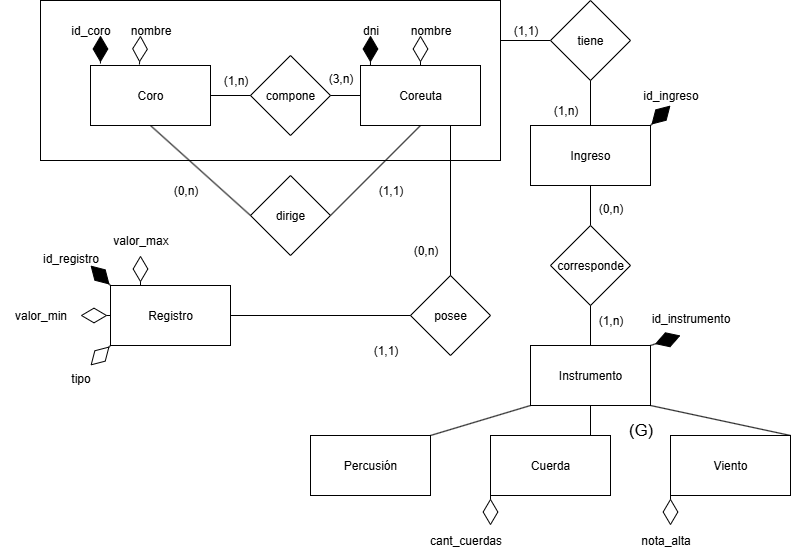 id_coro
nombre
dni
nombre
(1,1)
tiene
Coro
(1,n)
compone
(3,n)
Coreuta
(1,n)
id_ingreso
Ingreso
(0,n)
dirige
(1,1)
(0,n)
valor_max
id_registro
(0,n)
corresponde
valor_min
Registro
posee
(1,n)
id_instrumento
(1,1)
tipo
Instrumento
(G)
Percusión
Cuerda
Viento
cant_cuerdas
nota_alta